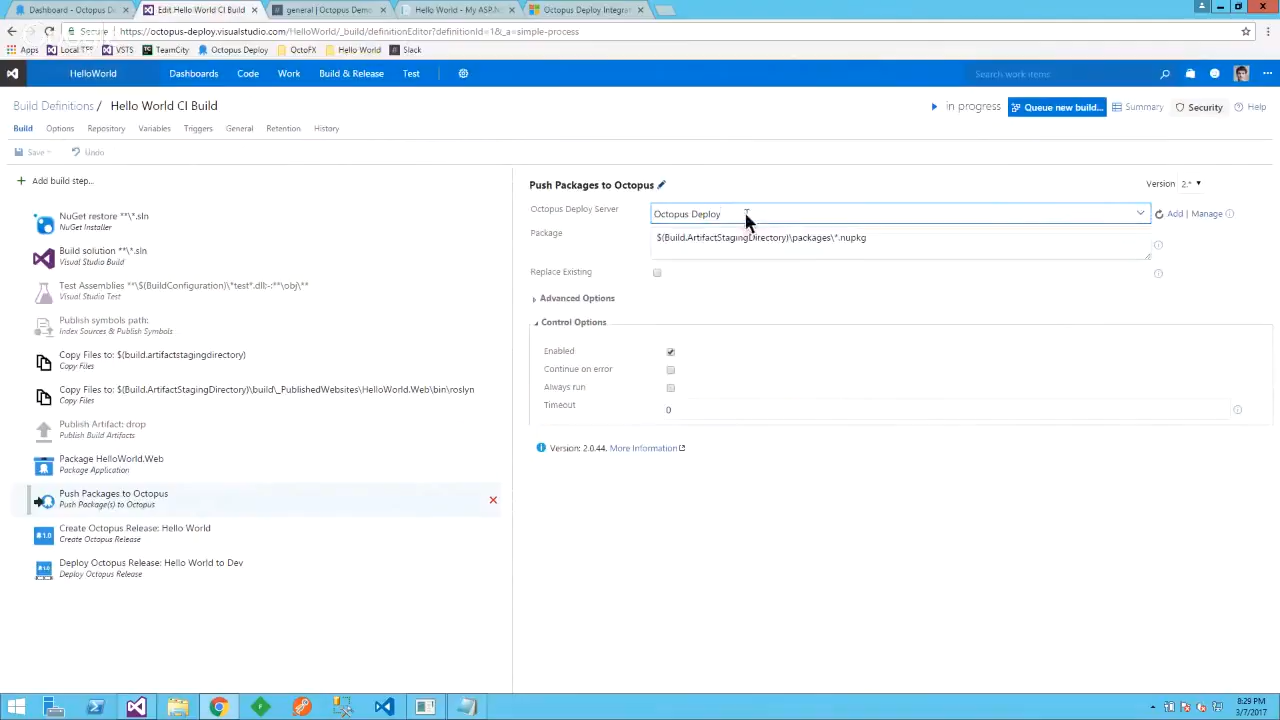 Dashboard - Octopus De
Edit Hello World CI Build
general | Octopus Demo
Hello World - My ASP.N
Octopus Deploy Integra
Secure
https://octopus-deploy.visualstudio.com/HelloWorld/_build/definitionEditor?definitionId=1&_a=simple-process
Apps
Local TFS
VSTS
TeamCity
Octopus Deploy
OctoFX
Hello World
Slack
HelloWorld
Dashboards
Code
Work
Build & Release
Test
Search work items
Build Definitions / Hello World CI Build
in progress
Queue new build...
Summary
Security
Help
Build
Options
Repository
Variables
Triggers
General
Retention
History
Save
Undo
Add build step...
NuGet restore **\*.sln
NuGet Installer
Build solution **\*.sln
Visual Studio Build
Test Assemblies **\$(BuildConfiguration)\*test*.dll;-:**\obj\**
Visual Studio Test
Publish symbols path:
Index Sources & Publish Symbols
Copy Files to: $(build.artifactstagingdirectory)
Copy Files
Copy Files to: $(Build.ArtifactStagingDirectory)\build\_PublishedWebsites\HelloWorld.Web\bin\roslyn
Copy Files
Publish Artifact: drop
Publish Build Artifacts
Package HelloWorld.Web
Package Application
Push Packages to Octopus
Push Package(s) to Octopus
Create Octopus Release: Hello World
Create Octopus Release
Deploy Octopus Release: Hello World to Dev
Deploy Octopus Release
Push Packages to Octopus
Version 2.*
Octopus Deploy Server
Octopus Deploy
Add | Manage
Package
$(Build.ArtifactStagingDirectory)\packages\*.nupkg
Replace Existing
Advanced Options
Control Options
Enabled
Continue on error
Always run
Timeout
0
Version: 2.0.44. More Information
8:29 PM
3/7/2017